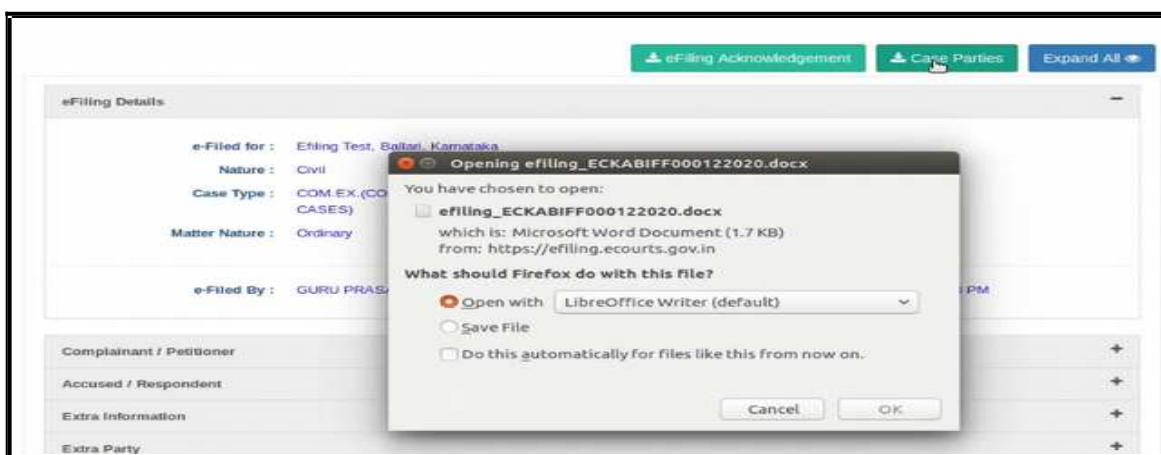 eFiling Acknowledgement Case Parties Expand All
eFiling Details
e-Filed for : Efiling Test, Ballari, Karnataka
Nature : Civil
Case Type : COM.EX.(CO
CASES)
Matter Nature : Ordinary
e-Filed By : GURU PRASA PM
Opening efiling_ECKABIFF000122020.docx
You have chosen to open:
efiling_ECKABIFF000122020.docx
which is: Microsoft Word Document (1.7 KB)
from: https://efiling.ecourts.gov.in
What should Firefox do with this file?
Open with LibreOffice Writer (default)
Save File
Do this automatically for files like this from now on.
Cancel OK
Complainant / Petitioner
Accused / Respondent
Extra Information
Extra Party